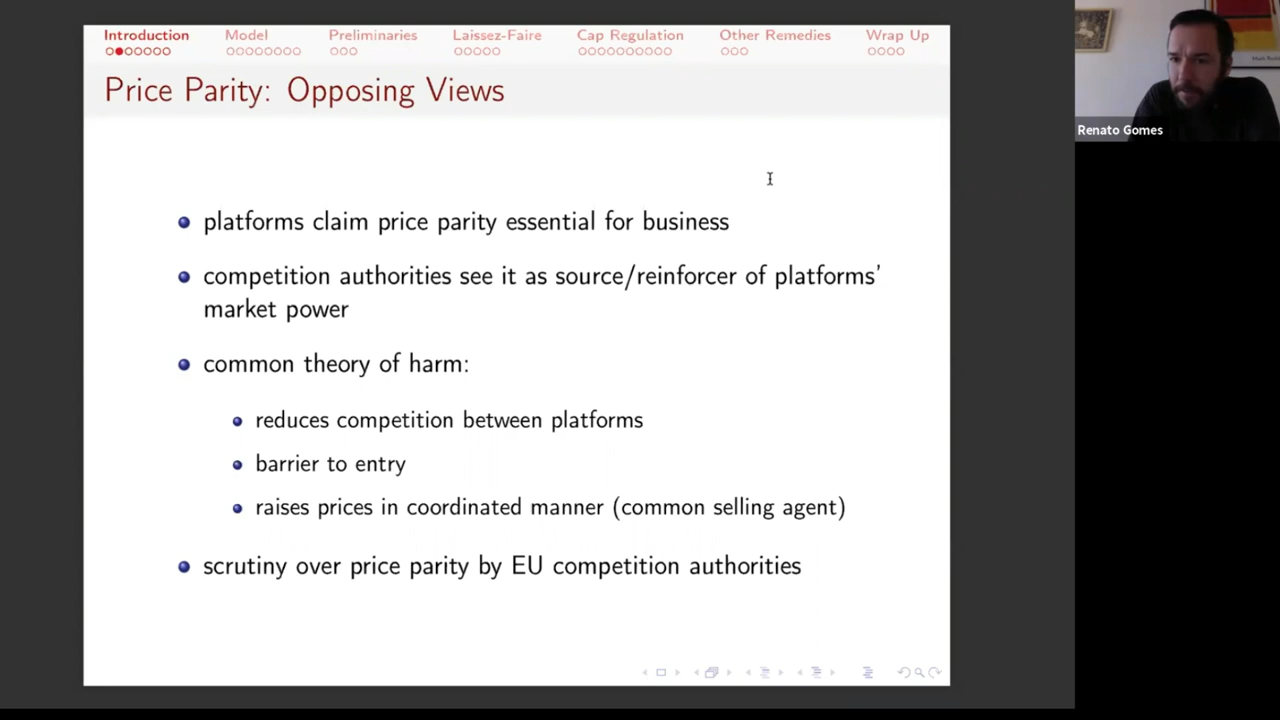 Introduction Model Preliminaries Laissez-Faire Cap Regulation Other Remedies Wrap Up
Price Parity: Opposing Views
platforms claim price parity essential for business
competition authorities see it as source/reinforcer of platforms'
market power
common theory of harm:
reduces competition between platforms
barrier to entry
raises prices in coordinated manner (common selling agent)
scrutiny over price parity by EU competition authorities
Renato Gomes